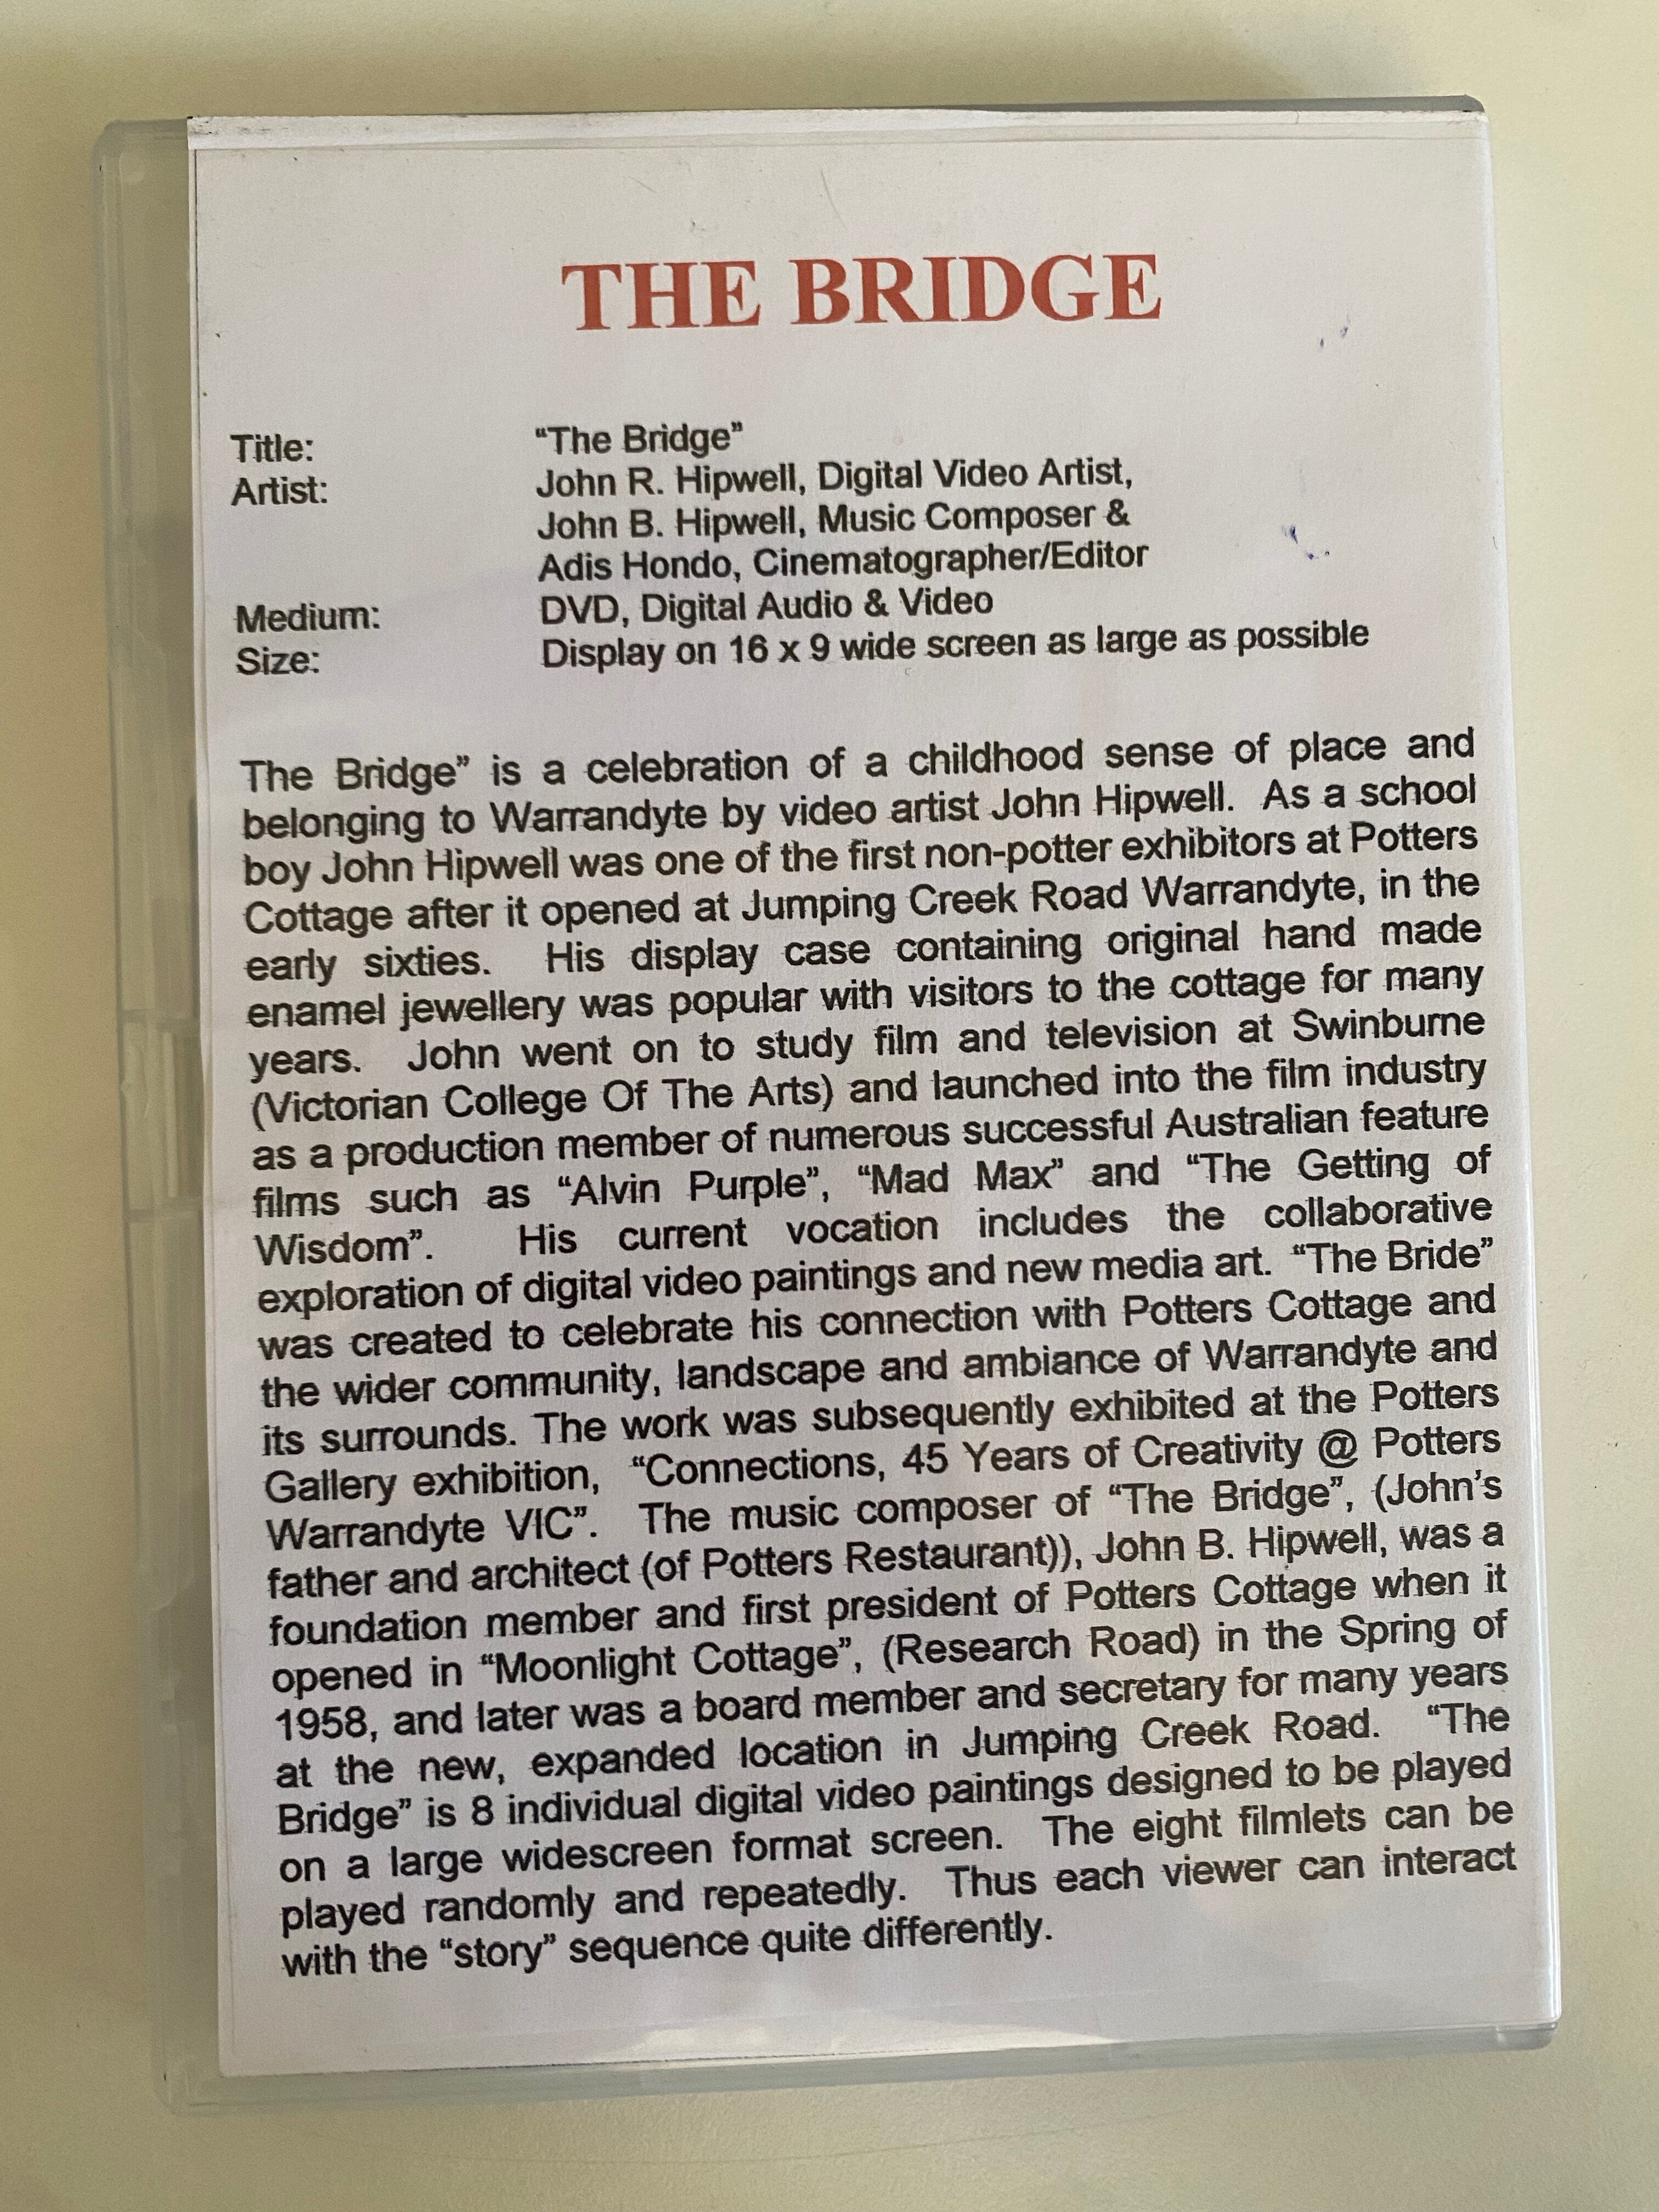 THE BRIDGE
Title: “The Bridge”
Artist: John R. Hipwell, Digital Video Artist,
John B. Hipwell, Music Composer &
Adis Hondo, Cinematographer/Editor
Medium: DVD, Digital Audio & Video
Size: Display on 16 x 9 wide screen as large as possible
The Bridge” is a celebration of a childhood sense of place and
belonging to Warrandyte by video artist John Hipwell. As a school
boy John Hipwell was one of the first non-potter exhibitors at Potters
Cottage after it opened at Jumping Creek Road Warrandyte, in the
early sixties. His display case containing original hand made
enamel jewellery was popular with visitors to the cottage for many
years. John went on to study film and television at Swinburne
(Victorian College Of The Arts) and launched into the film industry
as a production member of numerous successful Australian feature
films such as “Alvin Purple”, “Mad Max” and “The Getting of
Wisdom”. His current vocation includes the collaborative
exploration of digital video paintings and new media art. “The Bride”
was created to celebrate his connection with Potters Cottage and
the wider community, landscape and ambiance of Warrandyte and
its surrounds. The work was subsequently exhibited at the Potters
Gallery exhibition, “Connections, 45 Years of Creativity @ Potters
Warrandyte VIC”. The music composer of “The Bridge”, (John’s
father and architect (of Potters Restaurant)), John B. Hipwell, was a
foundation member and first president of Potters Cottage when it
opened in “Moonlight Cottage”, (Research Road) in the Spring of
1958, and later was a board member and secretary for many years
at the new, expanded location in Jumping Creek Road. “The
Bridge” is 8 individual digital video paintings designed to be played
on a large widescreen format screen. The eight filmlets can be
played randomly and repeatedly. Thus each viewer can interact
with the “story” sequence quite differently.